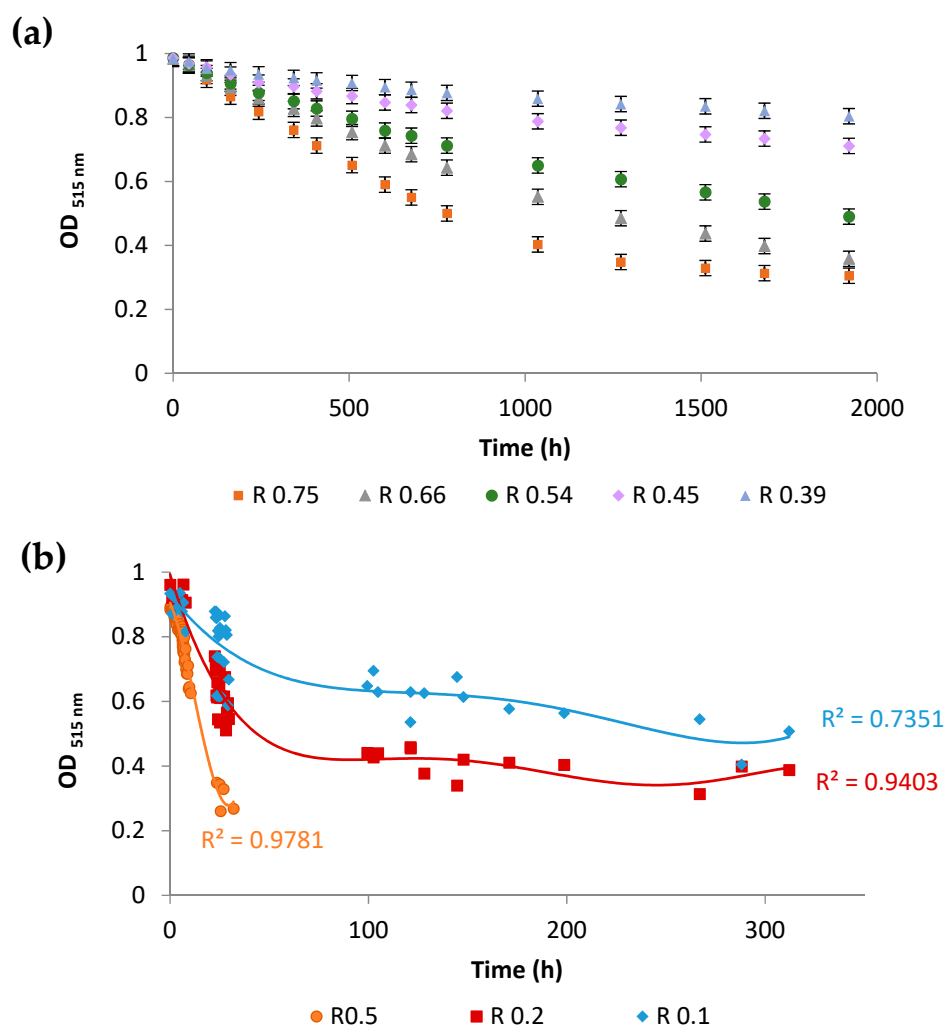 (a)
1
0.8
0.6
0.4
0.2
0
OD 515 nm
0 500 1000 1500 2000
Time (h)
R 0.75 R 0.66 R 0.54 R 0.45 R 0.39
(b)
1
0.8
0.6
0.4
0.2
0
OD 515 nm
R² = 0.7351
R² = 0.9403
R² = 0.9781
0 100 200 300
Time (h)
R0.5 R 0.2 R 0.1